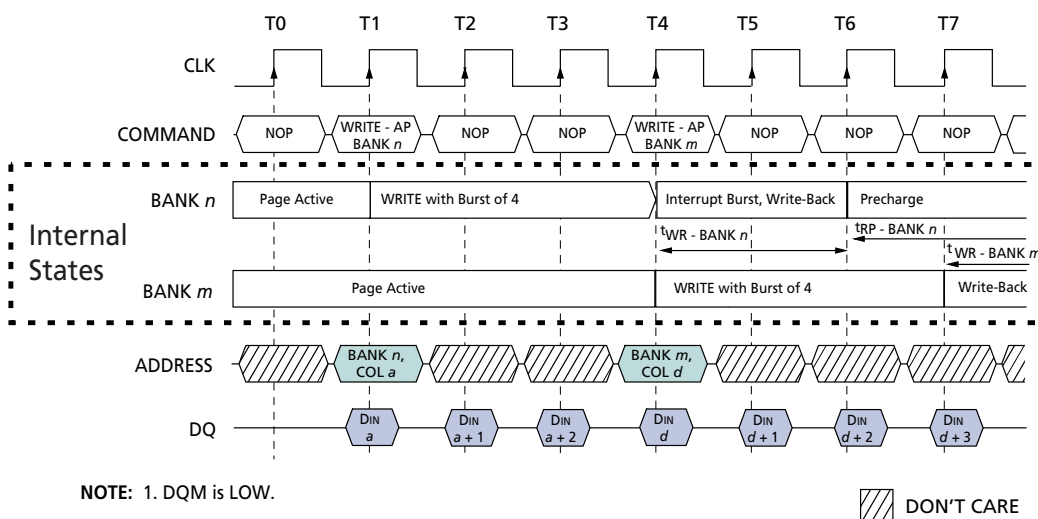 T0 T1 T2 T3 T4 T5 T6 T7
CLK
COMMAND NOP WRITE - AP BANK n NOP NOP WRITE - AP BANK m NOP NOP NOP
Internal States
BANK n Page Active WRITE with Burst of 4 Interrupt Burst, Write-Back Precharge
tWR - BANK n tRP - BANK n
tWR - BANK m
BANK m Page Active WRITE with Burst of 4 Write-Back
ADDRESS BANK n, COL a BANK m, COL d
DQ DIN a DIN a + 1 DIN a + 2 DIN d DIN d + 1 DIN d + 2 DIN d + 3
NOTE: 1. DQM is LOW.
DON'T CARE